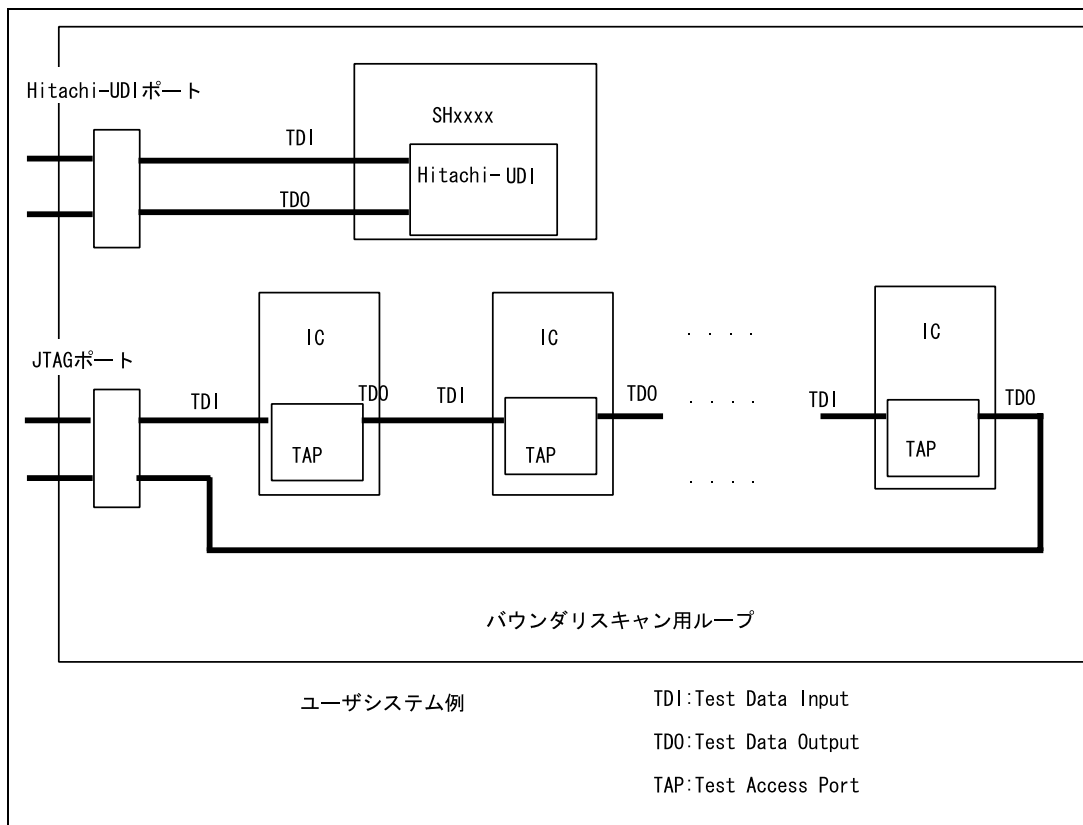 Hitachi-UDIポート
SHxxxx
TDI
Hitachi-UDI
TDO
IC
IC
IC
JTAGポート
TDI
TDO
TDI
TDO
TDI
TDO
TAP
TAP
TAP
バウンダリスキャン用ループ
ユーザシステム例
TDI:Test Data Input
TDO:Test Data Output
TAP:Test Access Port